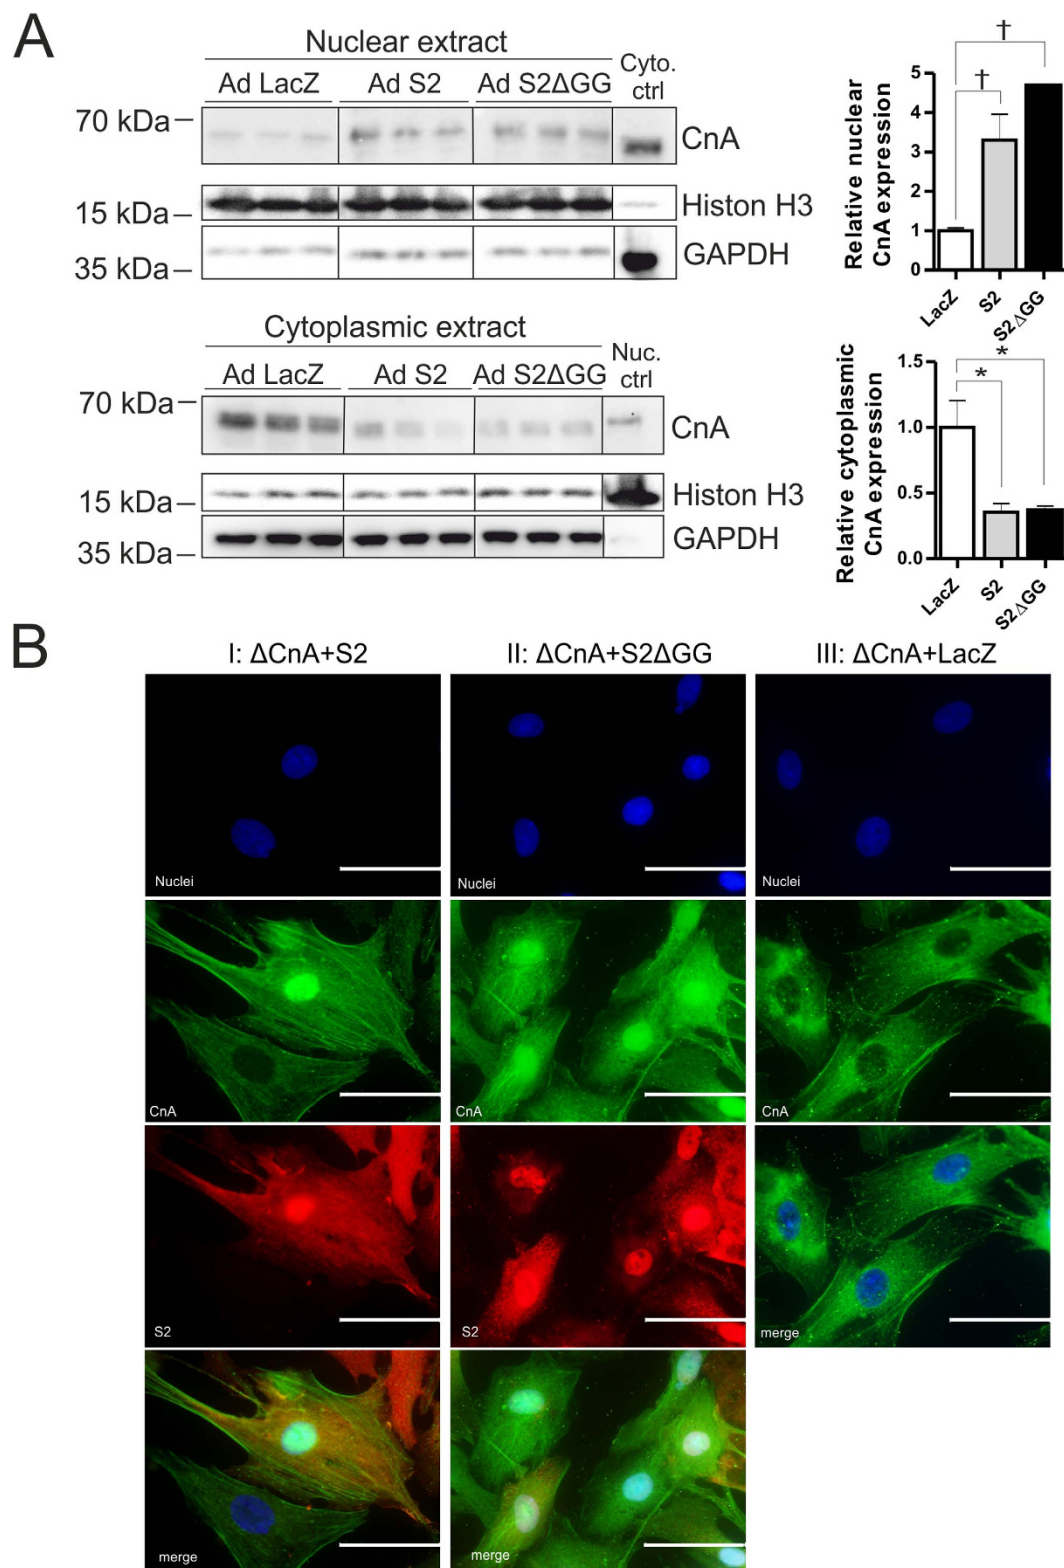 A
Nuclear extract
Ad LacZ Ad S2 Ad S2ΔGG Cyto. ctrl
70 kDa
CnA
Histon H3
15 kDa
GAPDH
35 kDa
Relative nuclear
CnA expression
† †
5
4
3
2
1
0
LacZ S2 S2ΔGG
Cytoplasmic extract
Ad LacZ Ad S2 Ad S2ΔGG Nuc. ctrl
70 kDa
CnA
Histon H3
15 kDa
GAPDH
35 kDa
Relative cytoplasmic
CnA expression
* *
1.5
1.0
0.5
0.0
LacZ S2 S2ΔGG
B
I: ΔCnA+S2 II: ΔCnA+S2ΔGG III: ΔCnA+LacZ
Nuclei Nuclei Nuclei
CnA CnA CnA
S2 S2 merge
merge merge